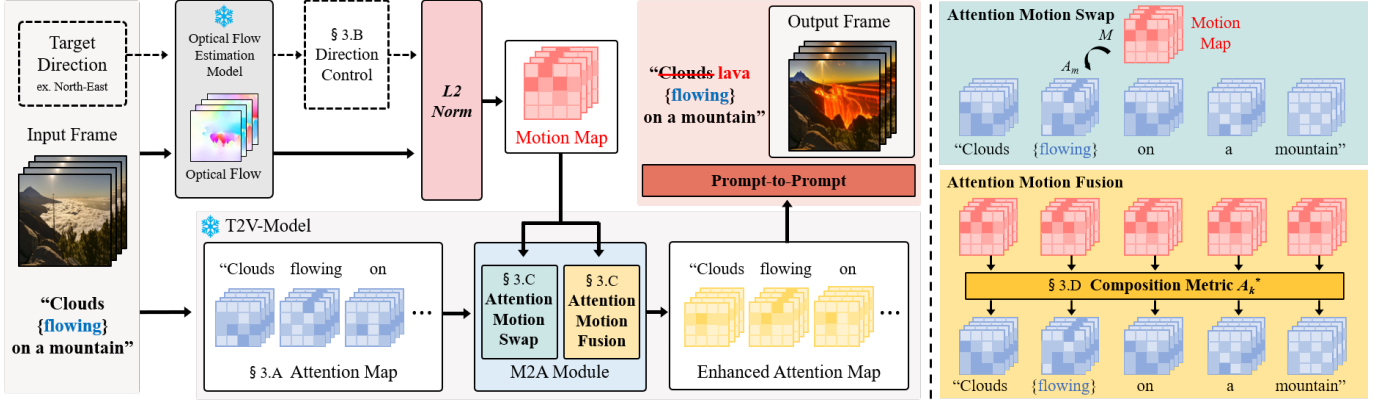 Target
Direction
ex. North-East
Input Frame
“Clouds
{flowing}
on a mountain”
Optical Flow
Estimation
Model
Optical Flow
§ 3.B
Direction
Control
L2
Norm
Motion Map
“Clouds lava
{flowing}
on a mountain”
Output Frame
Prompt-to-Prompt
T2V-Model
“Clouds flowing on ...
§ 3.A Attention Map
§ 3.C
Attention
Motion
Swap
§ 3.C
Attention
Motion
Fusion
M2A Module
“Clouds flowing on ...
Enhanced Attention Map
Attention Motion Swap
M
Motion
Map
Am
“Clouds {flowing} on a mountain”
Attention Motion Fusion
§ 3.D Composition Metric Ak*
“Clouds {flowing} on a mountain”